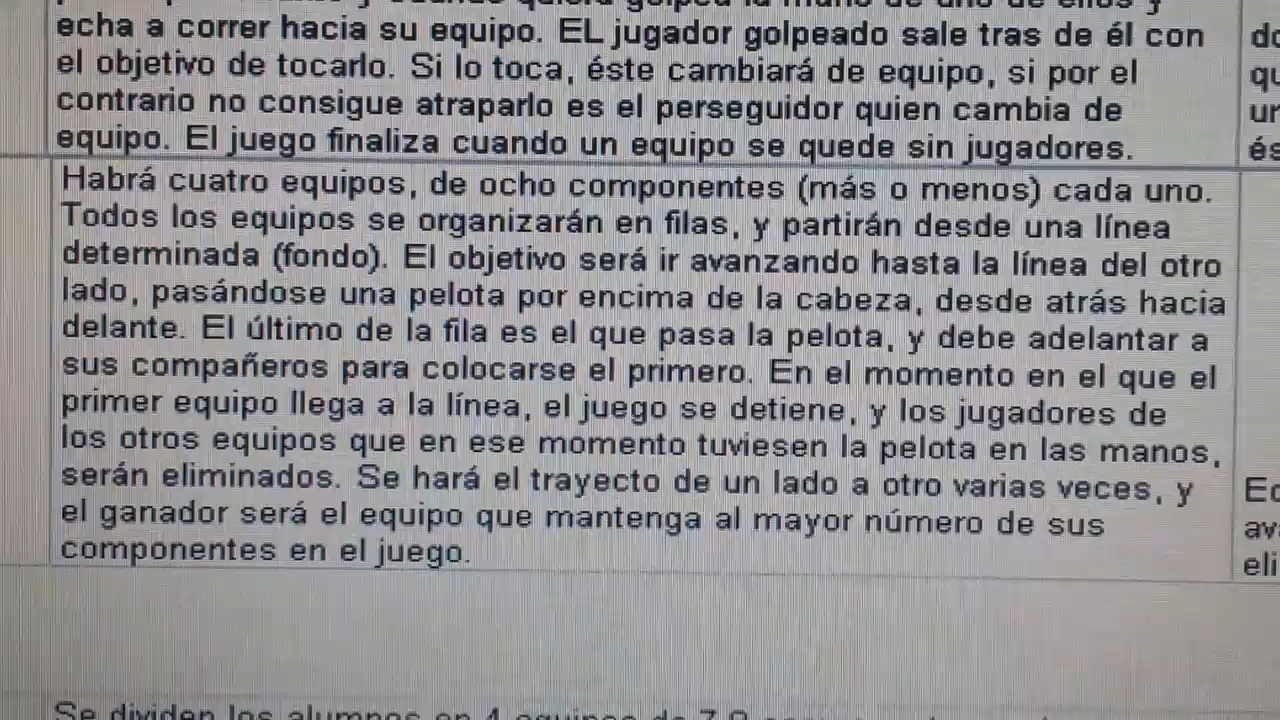 echa a correr hacia su equipo. EL jugador golpeado sale tras de él con
el objetivo de tocarlo. Si lo toca, éste cambiará de equipo, si por el
contrario no consigue atraparlo es el perseguidor quien cambia de
equipo. El juego finaliza cuando un equipo se quede sin jugadores.
Habrá cuatro equipos, de ocho componentes (más o menos) cada uno.
Todos los equipos se organizarán en filas, y partirán desde una línea
determinada (fondo). El objetivo será ir avanzando hasta la línea del otro
lado, pasándose una pelota por encima de la cabeza, desde atrás hacia
delante. El último de la fila es el que pasa la pelota, y debe adelantar a
sus compañeros para colocarse el primero. En el momento en el que el
primer equipo llega a la línea, el juego se detiene, y los jugadores de
los otros equipos que en ese momento tuviesen la pelota en las manos,
serán eliminados. Se hará el trayecto de un lado a otro varias veces, y
el ganador será el equipo que mantenga al mayor número de sus
componentes en el juego.
Se dividen los alumnos en 4 equipos de